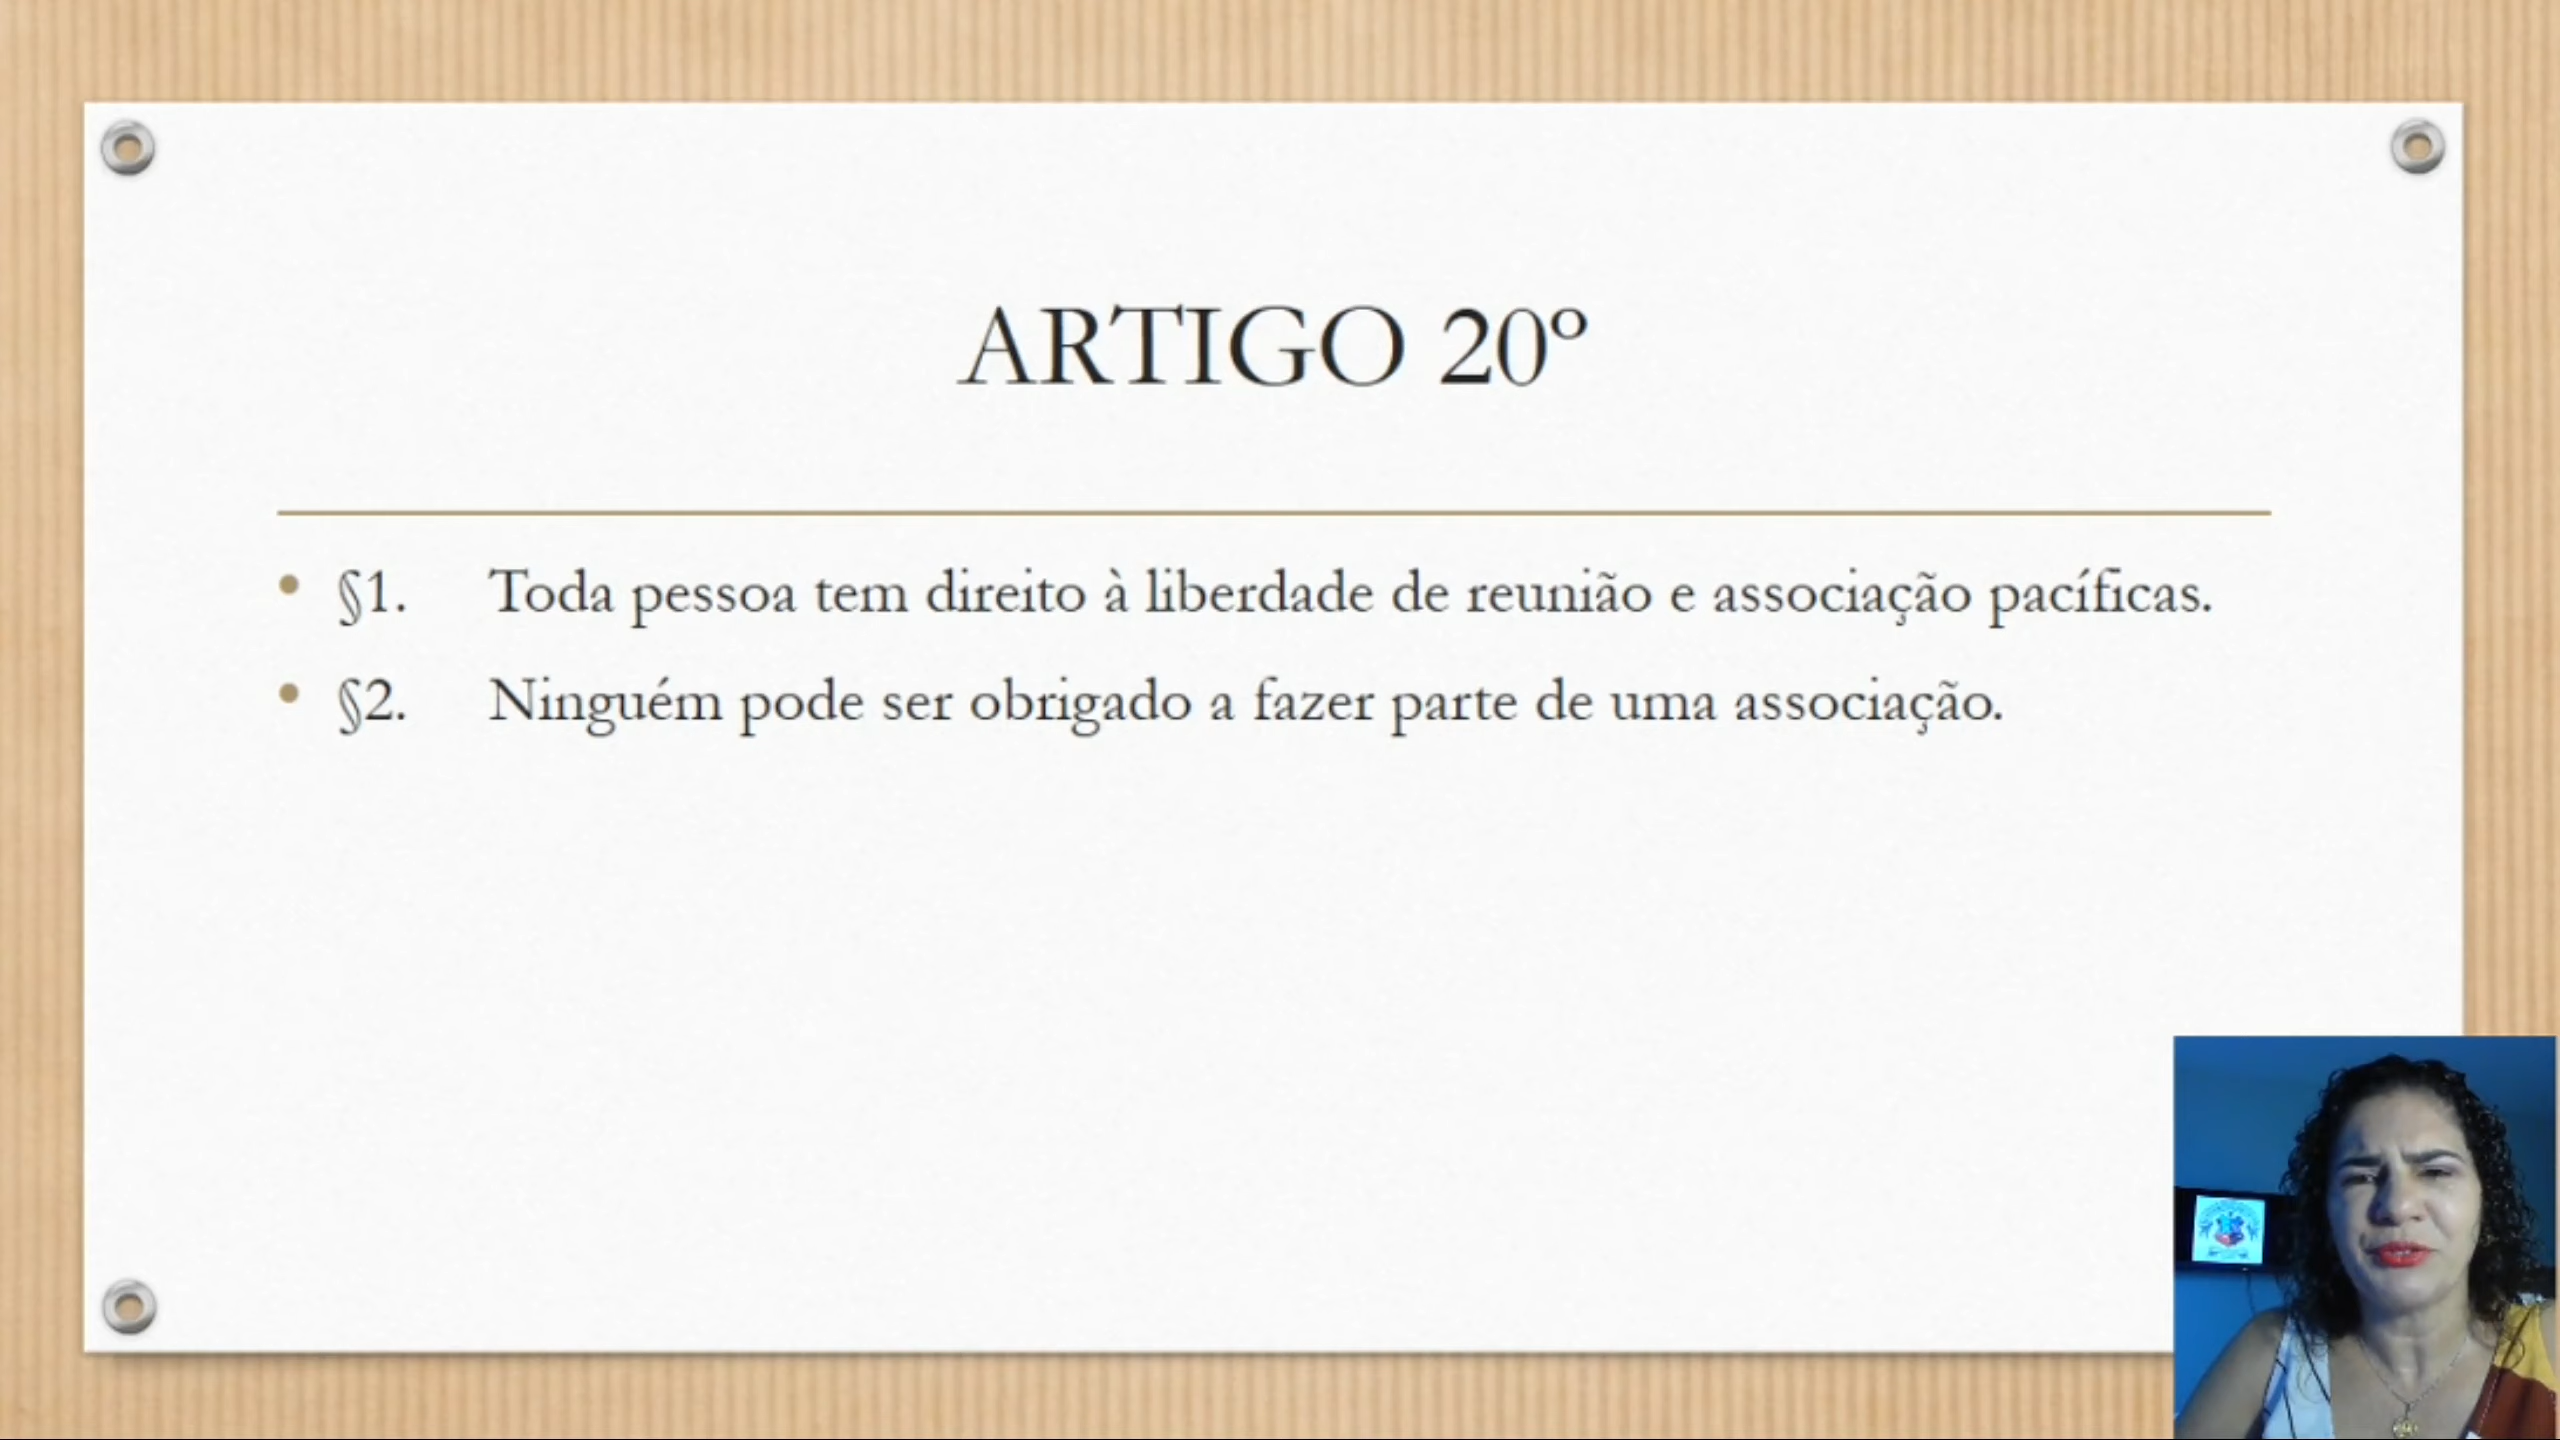 ARTIGO 20º
• §1. Toda pessoa tem direito à liberdade de reunião e associação pacíficas.
• §2. Ninguém pode ser obrigado a fazer parte de uma associação.